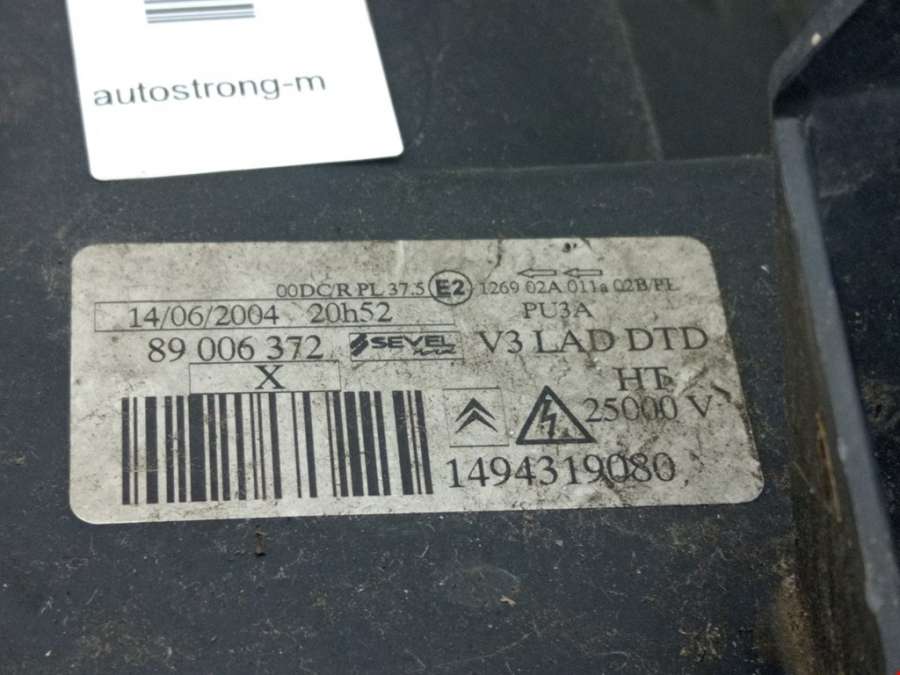 autostrong-m
00DC/R PL 37.5 E2 1269 02A 011a 02B/PL
14/06/2004 20h52 PU3A
89 006 372 SEVEL V3 LAD DTD
X HT
25000 V
1494319080